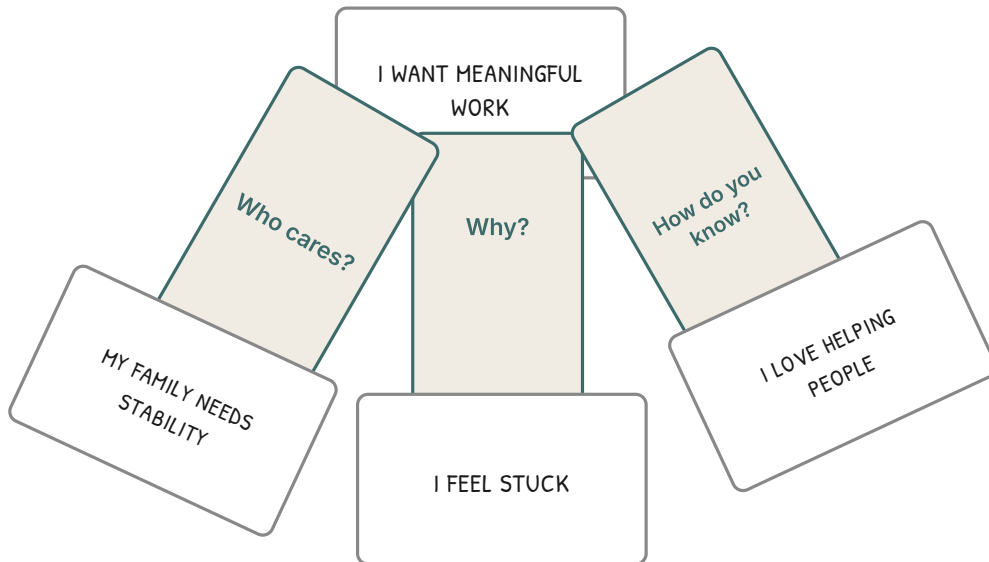 I WANT MEANINGFUL
WORK
Who cares?
Why?
How do you
know?
MY FAMILY NEEDS
STABILITY
I FEEL STUCK
I LOVE HELPING
PEOPLE